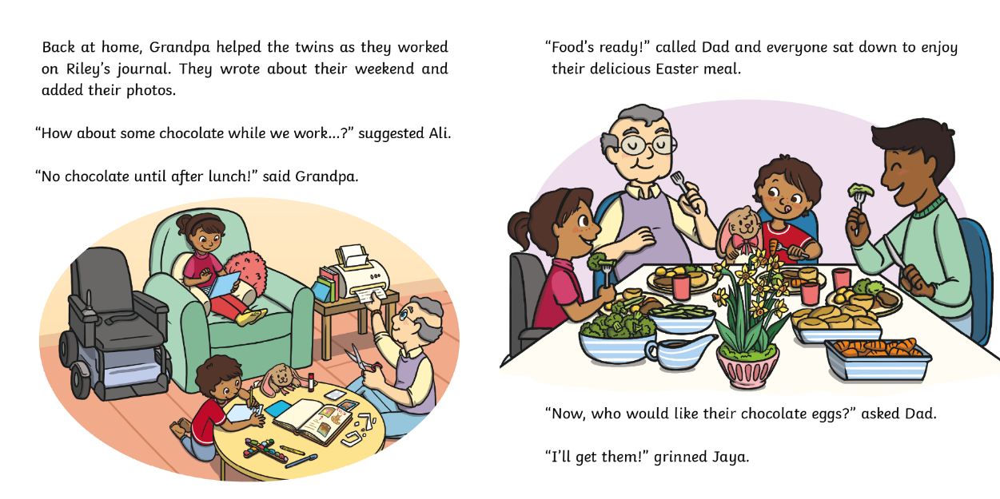 Back at home, Grandpa helped the twins as they worked
on Riley's journal. They wrote about their weekend and
added their photos.
“How about some chocolate while we work...?” suggested Ali.
“No chocolate until after lunch!” said Grandpa.
“Food's ready!” called Dad and everyone sat down to enjoy
their delicious Easter meal.
“Now, who would like their chocolate eggs?” asked Dad.
“I'll get them!” grinned Jaya.